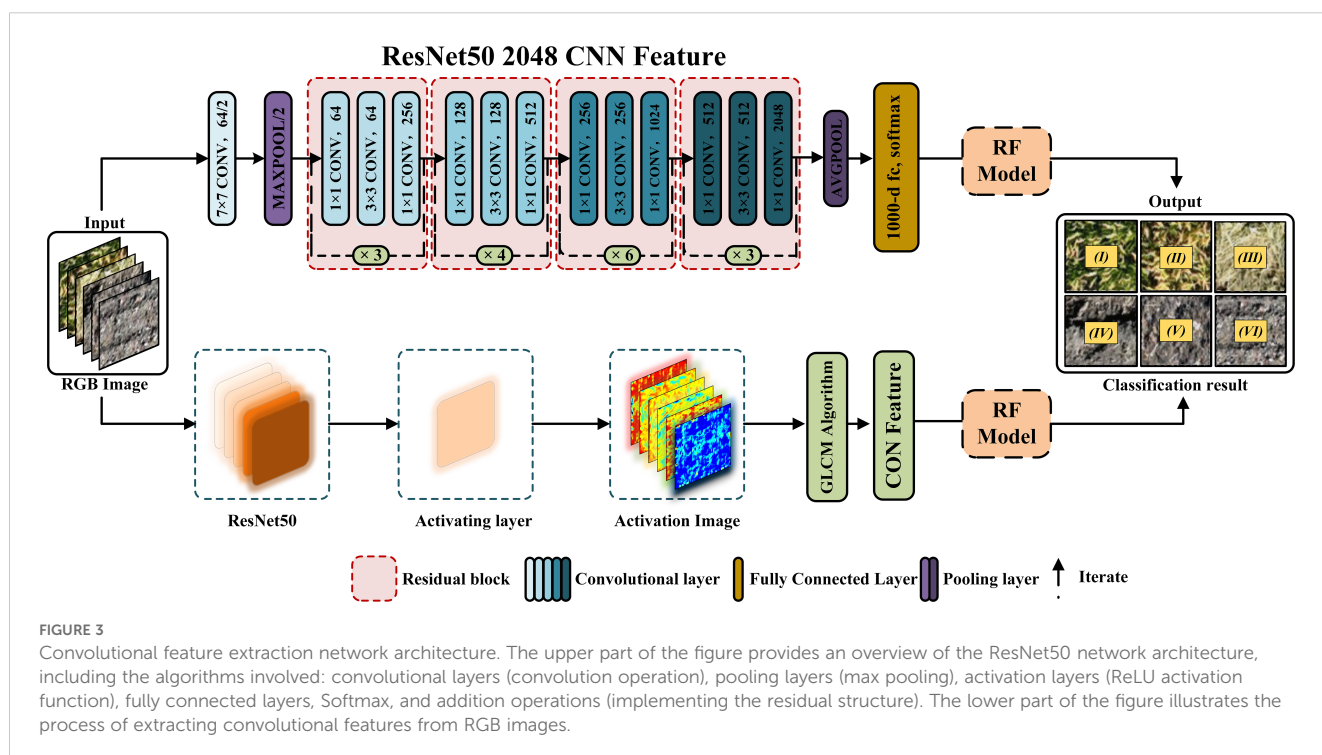 ResNet50 2048 CNN Feature
7×7 CONV, 64/2
MAXPOOL/2
1×1 CONV, 64
3×3 CONV, 64
1×1 CONV, 256
× 3
1×1 CONV, 128
3×3 CONV, 128
1×1 CONV, 512
× 4
1×1 CONV, 256
3×3 CONV, 256
1×1 CONV, 1024
× 6
1×1 CONV, 512
3×3 CONV, 512
1×1 CONV, 2048
× 3
AVGPOOL
1000-d fc, softmax
RF
Model
Input
RGB Image
Output
(I)
(II)
(III)
(IV)
(V)
(VI)
Classification result
ResNet50
Activating layer
Activation Image
GLCM Algorithm
CON Feature
RF
Model
Residual block
Convolutional layer
Fully Connected Layer
Pooling layer
Iterate
FIGURE 3
Convolutional feature extraction network architecture. The upper part of the figure provides an overview of the ResNet50 network architecture,
including the algorithms involved: convolutional layers (convolution operation), pooling layers (max pooling), activation layers (ReLU activation
function), fully connected layers, Softmax, and addition operations (implementing the residual structure). The lower part of the figure illustrates the
process of extracting convolutional features from RGB images.